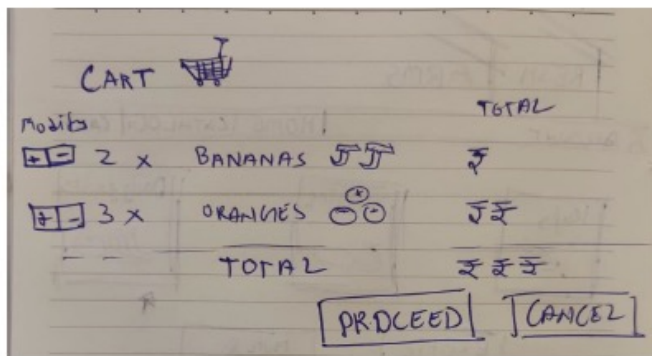 CART
TOTAL
Modify
+ - 2 x BANANAS ₹
+ - 3 x ORANGES ₹₹
TOTAL ₹₹₹
PROCEED CANCEL